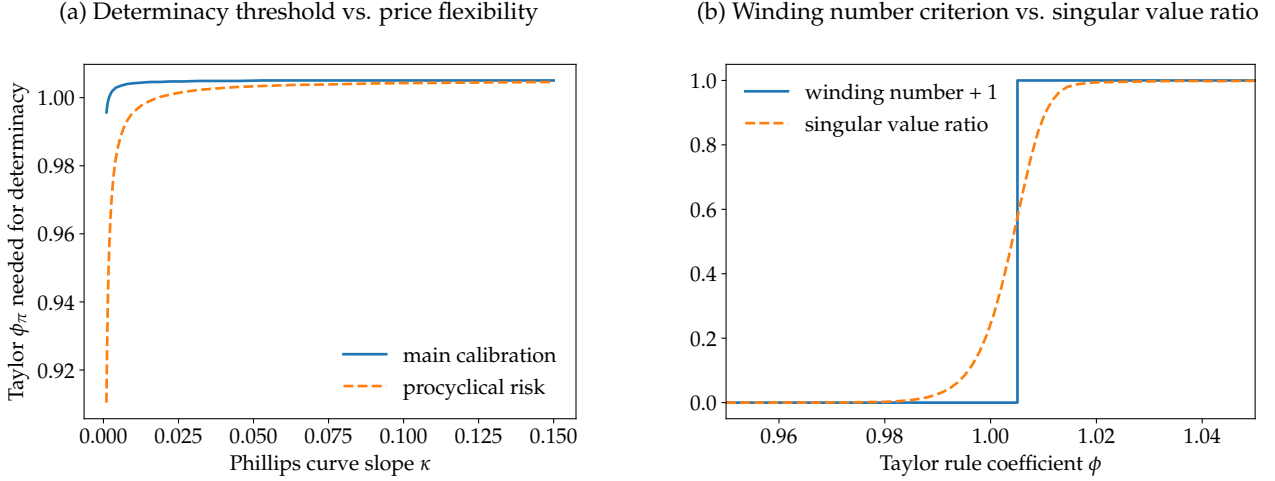 (a) Determinacy threshold vs. price flexibility
Taylor ϕπ needed for determinacy
1.00
0.98
0.96
0.94
0.92
main calibration
procyclical risk
0.000 0.025 0.050 0.075 0.100 0.125 0.150
Phillips curve slope κ
(b) Winding number criterion vs. singular value ratio
1.0
0.8
0.6
0.4
0.2
0.0
winding number + 1
singular value ratio
0.96 0.98 1.00 1.02 1.04
Taylor rule coefficient ϕ